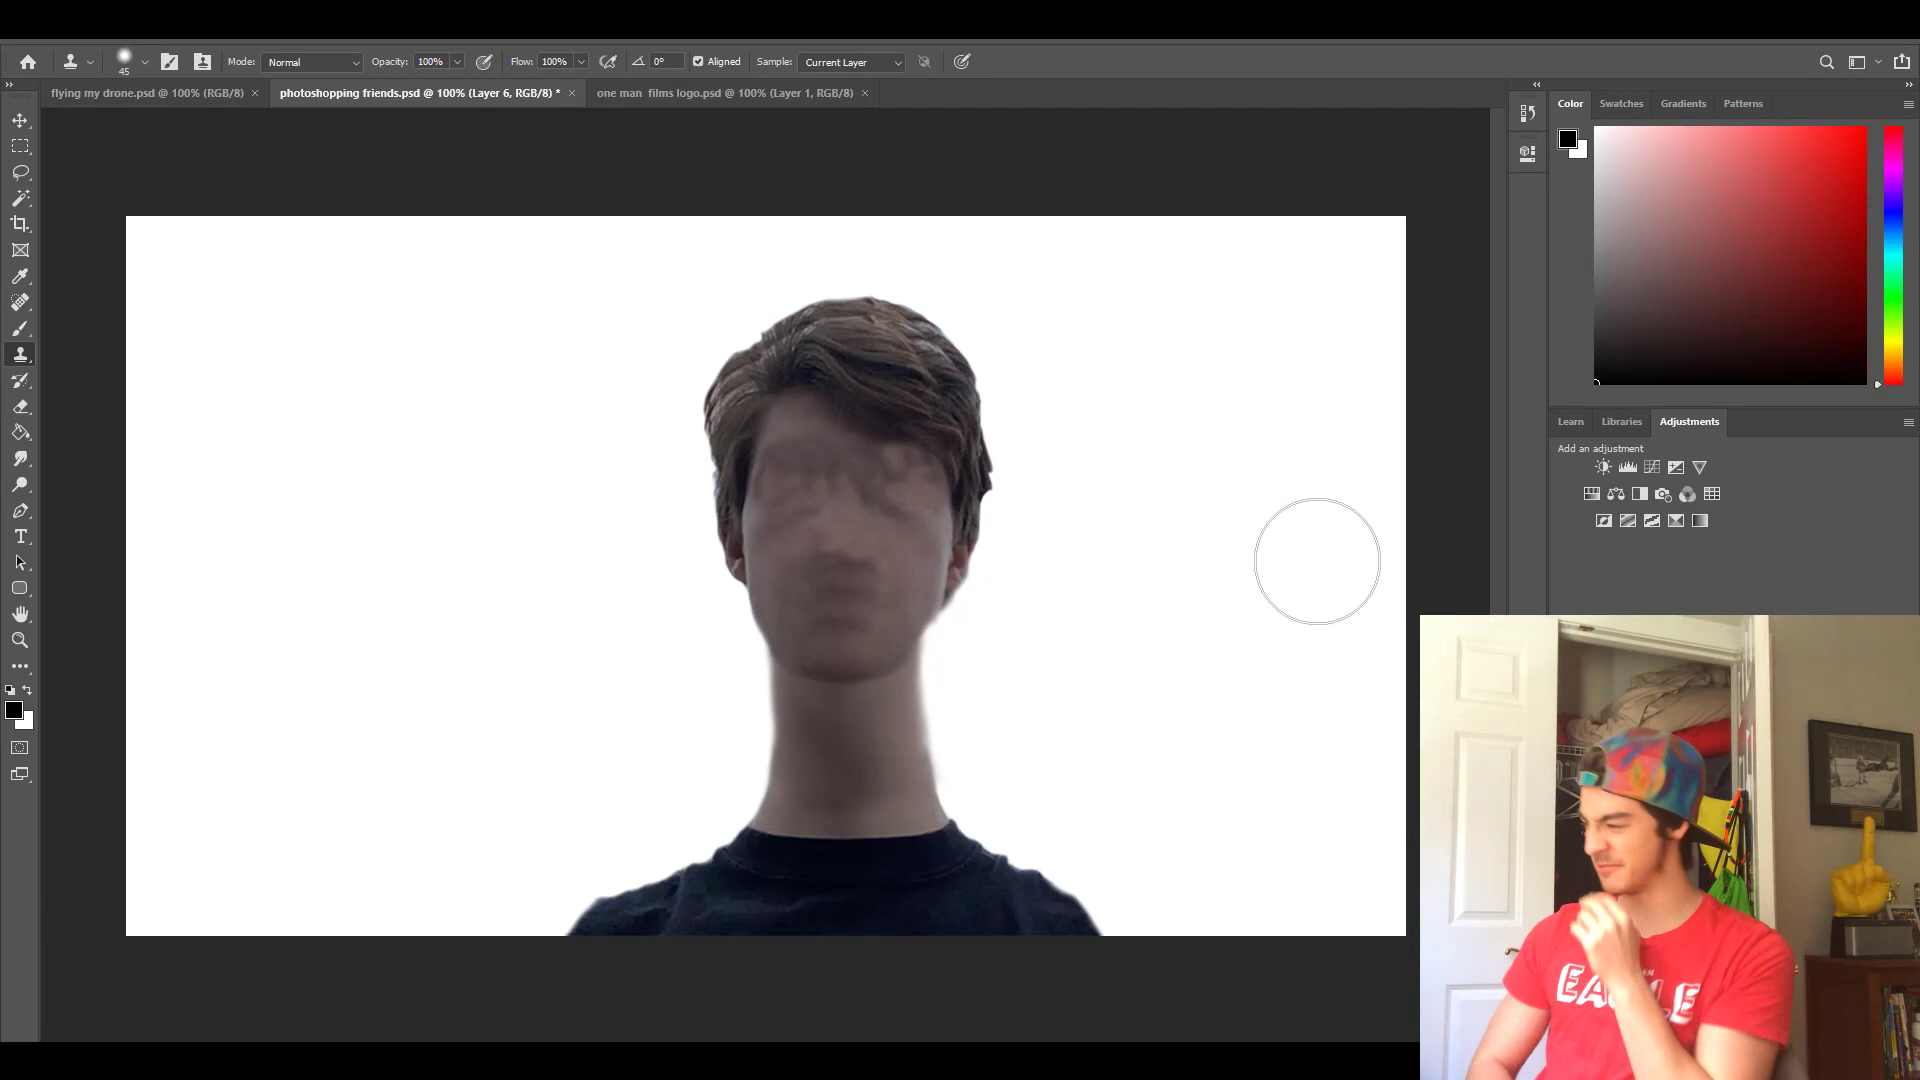 45 Mode: Normal Opacity: 100% Flow: 100% 0° Aligned Sample: Current Layer
flying my drone.psd @ 100% (RGB/8) × photoshopping friends.psd @ 100% (Layer 6, RGB/8) * × one man films logo.psd @ 100% (Layer 1, RGB/8) ×
Color Swatches Gradients Patterns
Learn Libraries Adjustments
Add an adjustment